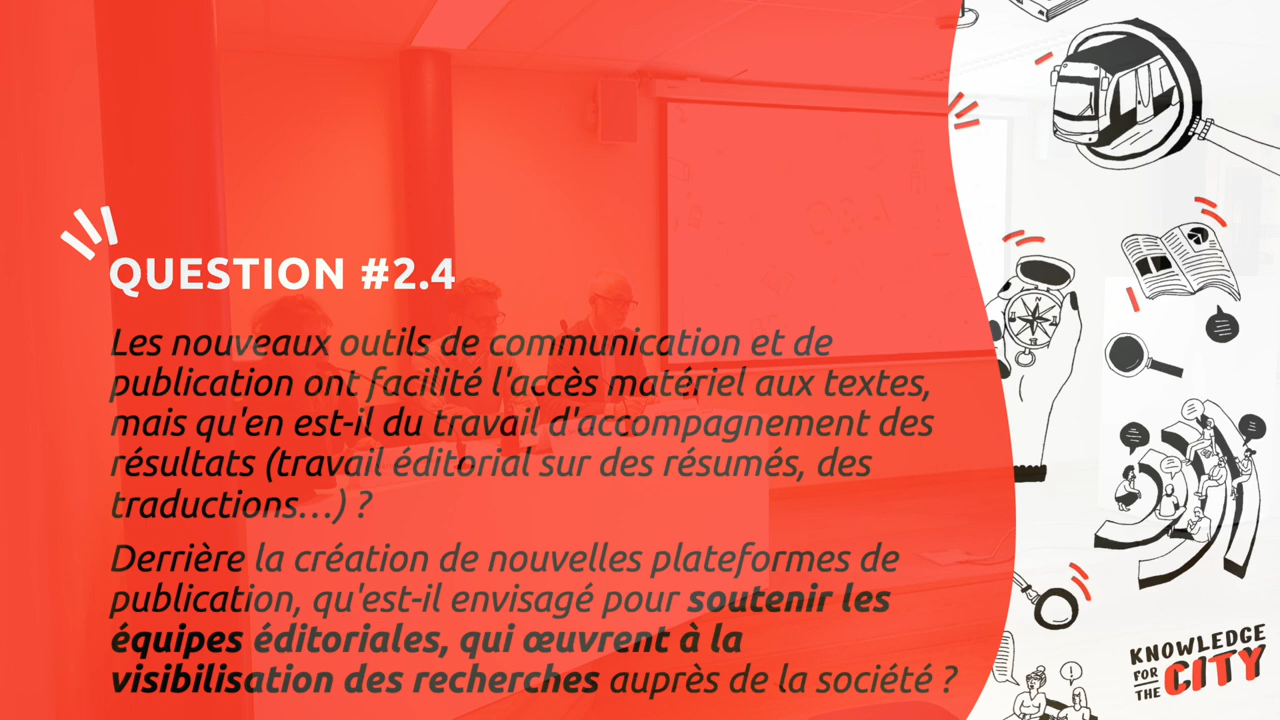 QUESTION #2.4
Les nouveaux outils de communication et de
publication ont facilité l'accès matériel aux textes,
mais qu'en est-il du travail d'accompagnement des
résultats (travail éditorial sur des résumés, des
traductions…) ?
Derrière la création de nouvelles plateformes de
publication, qu'est-il envisagé pour soutenir les
équipes éditoriales, qui œuvrent à la
visibilisation des recherches auprès de la société ?
KNOWLEDGE
FOR
THE
CITY